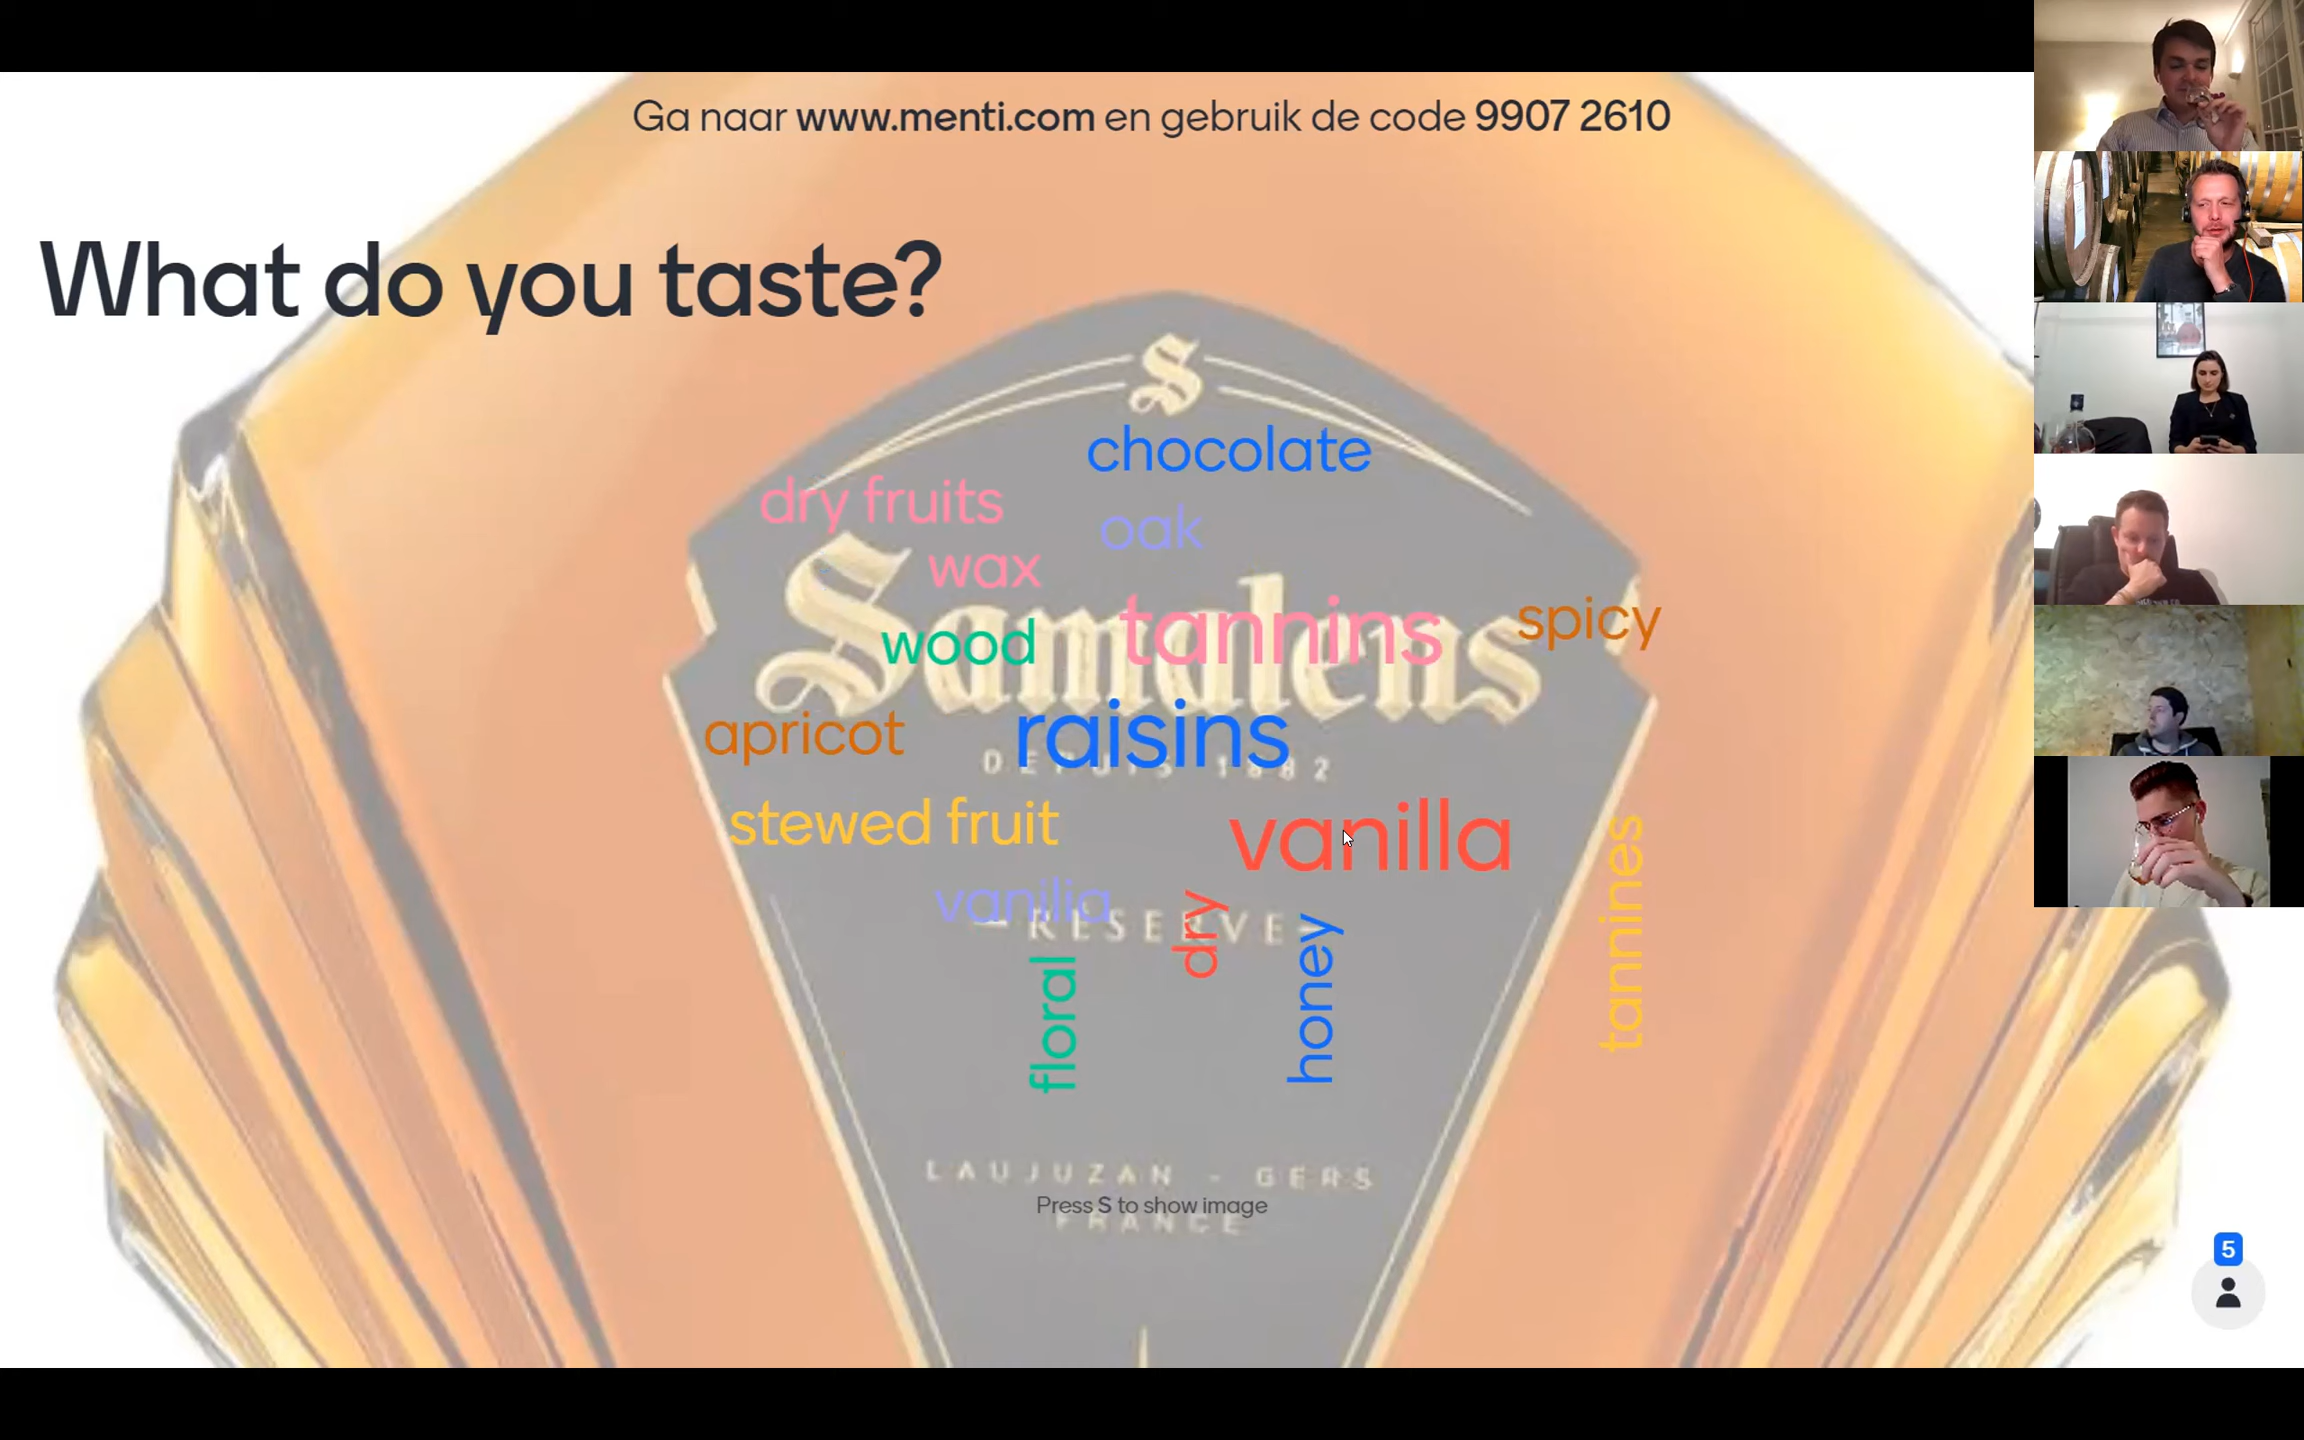 Ga naar www.menti.com en gebruik de code 9907 2610
What do you taste?
S
chocolate
dry fruits
oak
wax
Samalens
tannins
spicy
wood
apricot
raisins
DEPUIS 1882
stewed fruit
vanilla
tannines
vanilia
- RESERVE -
dry
honey
floral
LAUJUZAN - GERS
Press S to show image
FRANCE
5